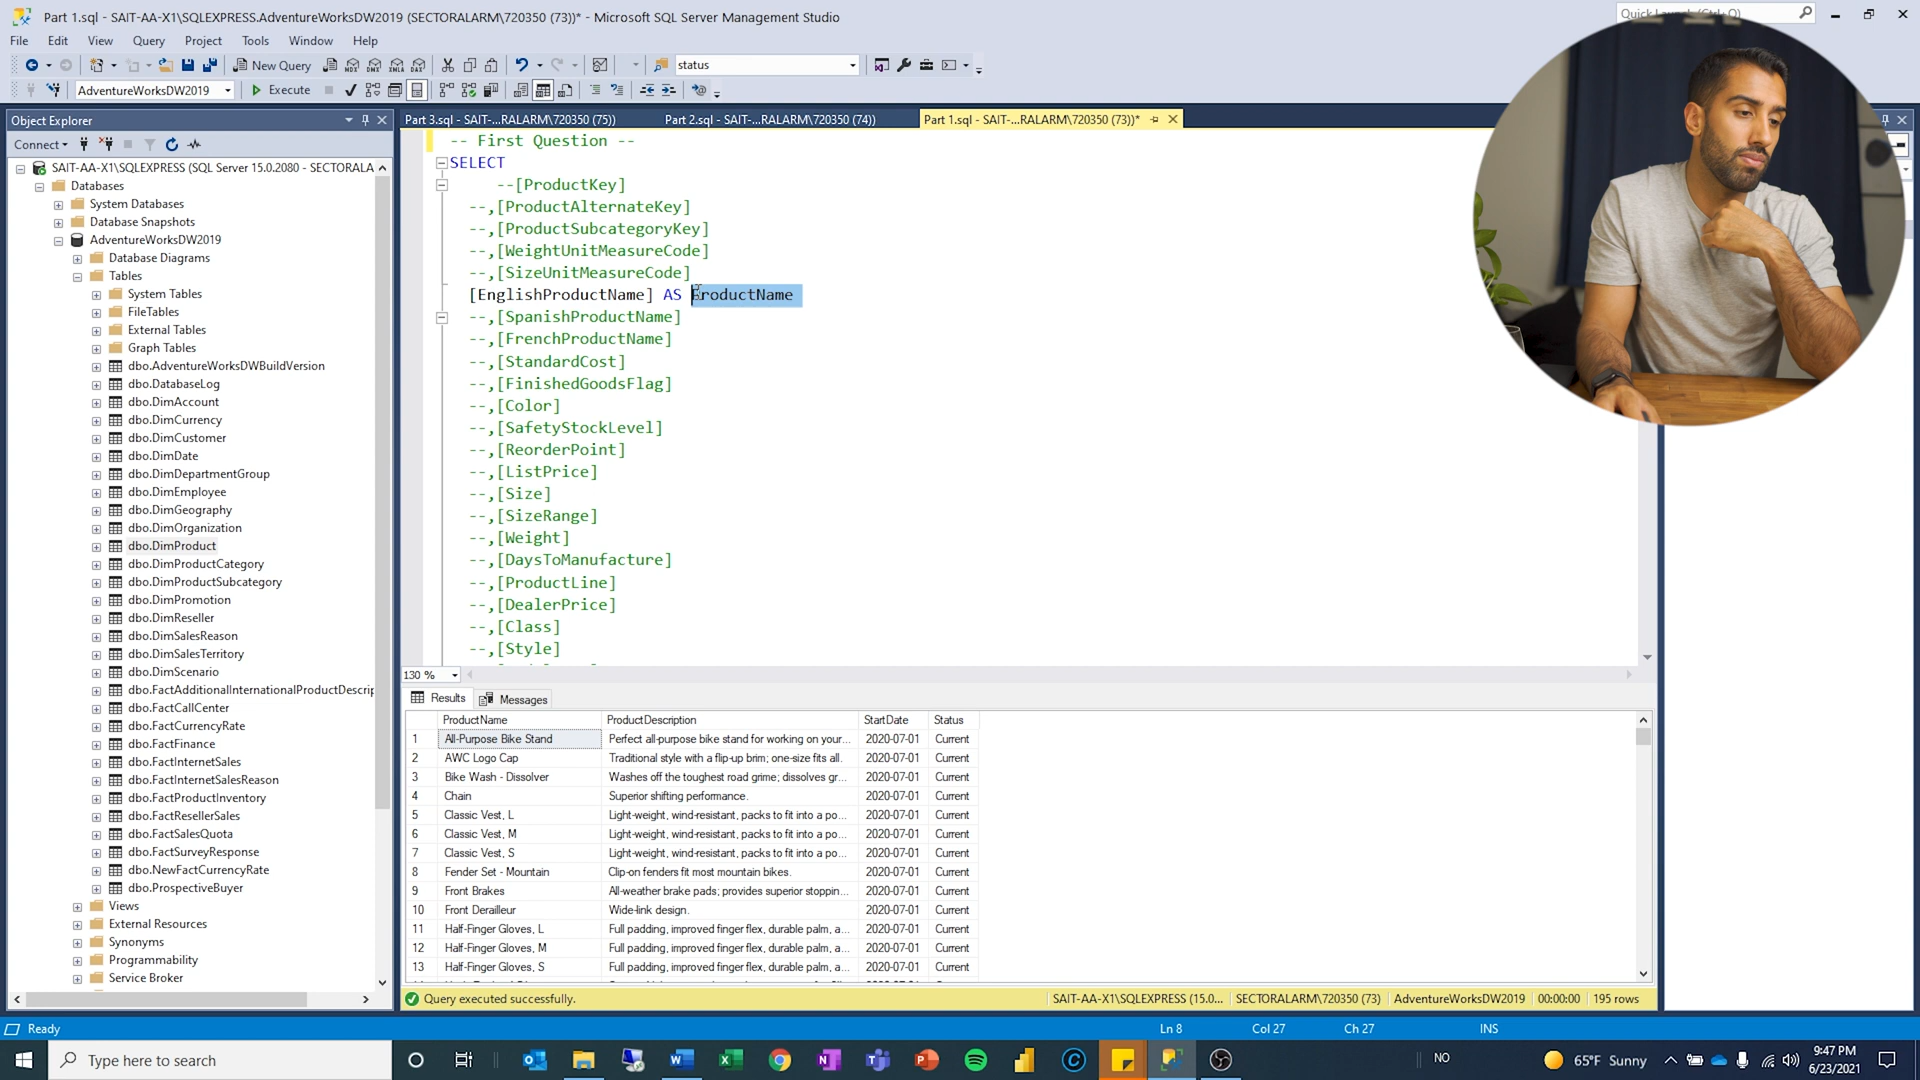 Part 1.sql - SAIT-AA-X1\SQLEXPRESS.AdventureWorksDW2019 (SECTORALARM\720350 (73))* - Microsoft SQL Server Management Studio
Quick Launch (Ctrl+Q)
File Edit View Query Project Tools Window Help
New Query
status
AdventureWorksDW2019
Execute
Object Explorer
Connect
SAIT-AA-X1\SQLEXPRESS (SQL Server 15.0.2080 - SECTORALA
Databases
System Databases
Database Snapshots
AdventureWorksDW2019
Database Diagrams
Tables
System Tables
FileTables
External Tables
Graph Tables
dbo.AdventureWorksDWBuildVersion
dbo.DatabaseLog
dbo.DimAccount
dbo.DimCurrency
dbo.DimCustomer
dbo.DimDate
dbo.DimDepartmentGroup
dbo.DimEmployee
dbo.DimGeography
dbo.DimOrganization
dbo.DimProduct
dbo.DimProductCategory
dbo.DimProductSubcategory
dbo.DimPromotion
dbo.DimReseller
dbo.DimSalesReason
dbo.DimSalesTerritory
dbo.DimScenario
dbo.FactAdditionalInternationalProductDescrip
dbo.FactCallCenter
dbo.FactCurrencyRate
dbo.FactFinance
dbo.FactInternetSales
dbo.FactInternetSalesReason
dbo.FactProductInventory
dbo.FactResellerSales
dbo.FactSalesQuota
dbo.FactSurveyResponse
dbo.NewFactCurrencyRate
dbo.ProspectiveBuyer
Views
External Resources
Synonyms
Programmability
Service Broker
Part 3.sql - SAIT-...RALARM\720350 (75))
Part 2.sql - SAIT-...RALARM\720350 (74))
Part 1.sql - SAIT-...RALARM\720350 (73))*
-- First Question --
SELECT
--[ProductKey]
--,[ProductAlternateKey]
--,[ProductSubcategoryKey]
--,[WeightUnitMeasureCode]
--,[SizeUnitMeasureCode]
[EnglishProductName] AS ProductName
--,[SpanishProductName]
--,[FrenchProductName]
--,[StandardCost]
--,[FinishedGoodsFlag]
--,[Color]
--,[SafetyStockLevel]
--,[ReorderPoint]
--,[ListPrice]
--,[Size]
--,[SizeRange]
--,[Weight]
--,[DaysToManufacture]
--,[ProductLine]
--,[DealerPrice]
--,[Class]
--,[Style]
130 %
Results Messages
ProductName ProductDescription StartDate Status
1 All-Purpose Bike Stand Perfect all-purpose bike stand for working on your... 2020-07-01 Current
2 AWC Logo Cap Traditional style with a flip-up brim; one-size fits all. 2020-07-01 Current
3 Bike Wash - Dissolver Washes off the toughest road grime; dissolves gr... 2020-07-01 Current
4 Chain Superior shifting performance. 2020-07-01 Current
5 Classic Vest, L Light-weight, wind-resistant, packs to fit into a po... 2020-07-01 Current
6 Classic Vest, M Light-weight, wind-resistant, packs to fit into a po... 2020-07-01 Current
7 Classic Vest, S Light-weight, wind-resistant, packs to fit into a po... 2020-07-01 Current
8 Fender Set - Mountain Clip-on fenders fit most mountain bikes. 2020-07-01 Current
9 Front Brakes All-weather brake pads; provides superior stoppin... 2020-07-01 Current
10 Front Derailleur Wide-link design. 2020-07-01 Current
11 Half-Finger Gloves, L Full padding, improved finger flex, durable palm, a... 2020-07-01 Current
12 Half-Finger Gloves, M Full padding, improved finger flex, durable palm, a... 2020-07-01 Current
13 Half-Finger Gloves, S Full padding, improved finger flex, durable palm, a... 2020-07-01 Current
Query executed successfully. SAIT-AA-X1\SQLEXPRESS (15.0... SECTORALARM\720350 (73) AdventureWorksDW2019 00:00:00 195 rows
Ready Ln 8 Col 27 Ch 27 INS
Type here to search
NO
65°F Sunny
9:47 PM
6/23/2021